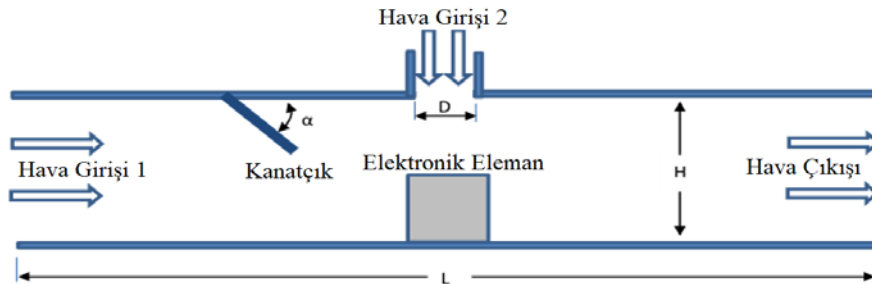 Hava Girişi 2
D
α
Hava Girişi 1
Kanatçık
Elektronik Eleman
H
Hava Çıkışı
L